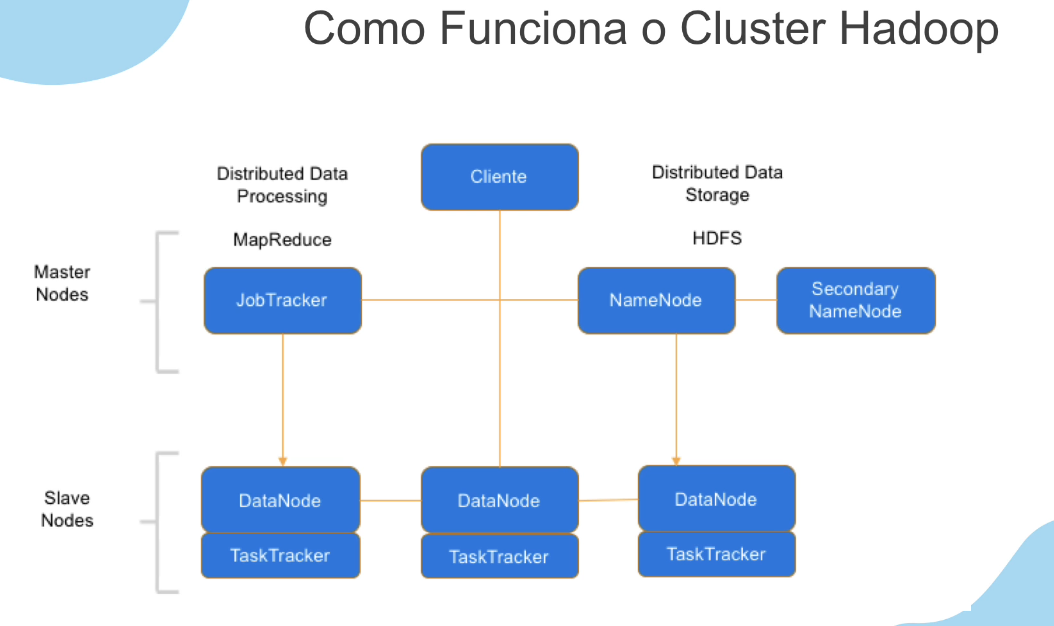 Como Funciona o Cluster Hadoop
Distributed Data
Processing
Cliente
Distributed Data
Storage
MapReduce
HDFS
Master
Nodes
JobTracker
NameNode
Secondary
NameNode
Slave
Nodes
DataNode
DataNode
DataNode
TaskTracker
TaskTracker
TaskTracker